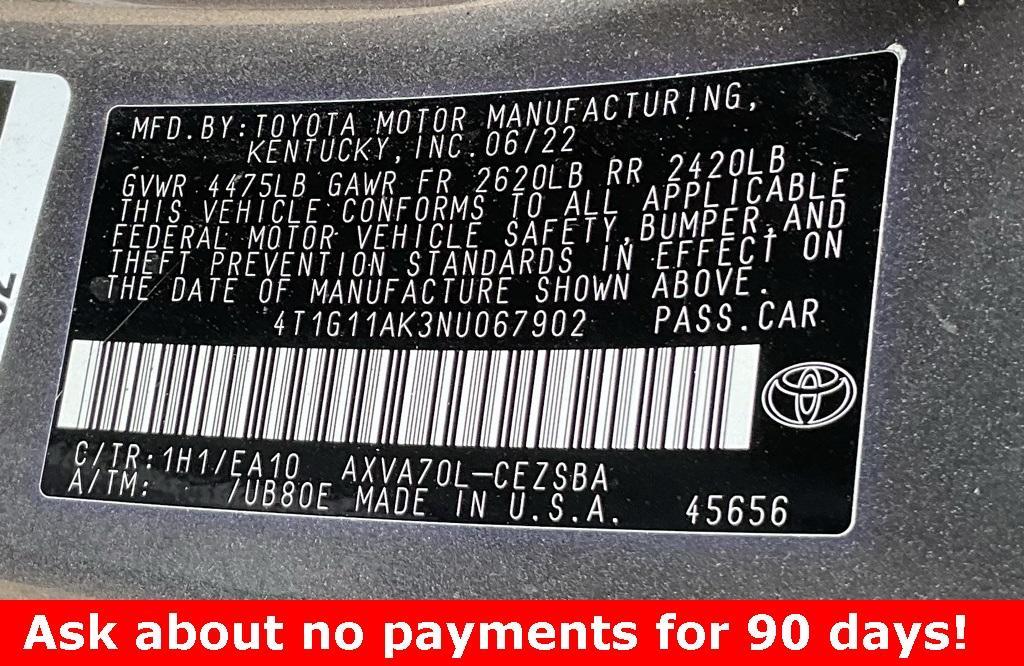 MFD.BY:TOYOTA MOTOR MANUFACTURING,
KENTUCKY, INC. 06/22
GVWR 4475LB GAWR FR 2620LB RR 2420LB
THIS VEHICLE CONFORMS TO ALL APPLICABLE
FEDERAL MOTOR VEHICLE SAFETY, BUMPER, AND
THEFT PREVENTION STANDARDS IN EFFECT ON
THE DATE OF MANUFACTURE SHOWN ABOVE.
4T1G11AK3NU067902 PASS.CAR
C/TR:1H1/EA10 AXVA70L-CEZSBA
A/TM: /UB80E MADE IN U.S.A. 45656
Ask about no payments for 90 days!